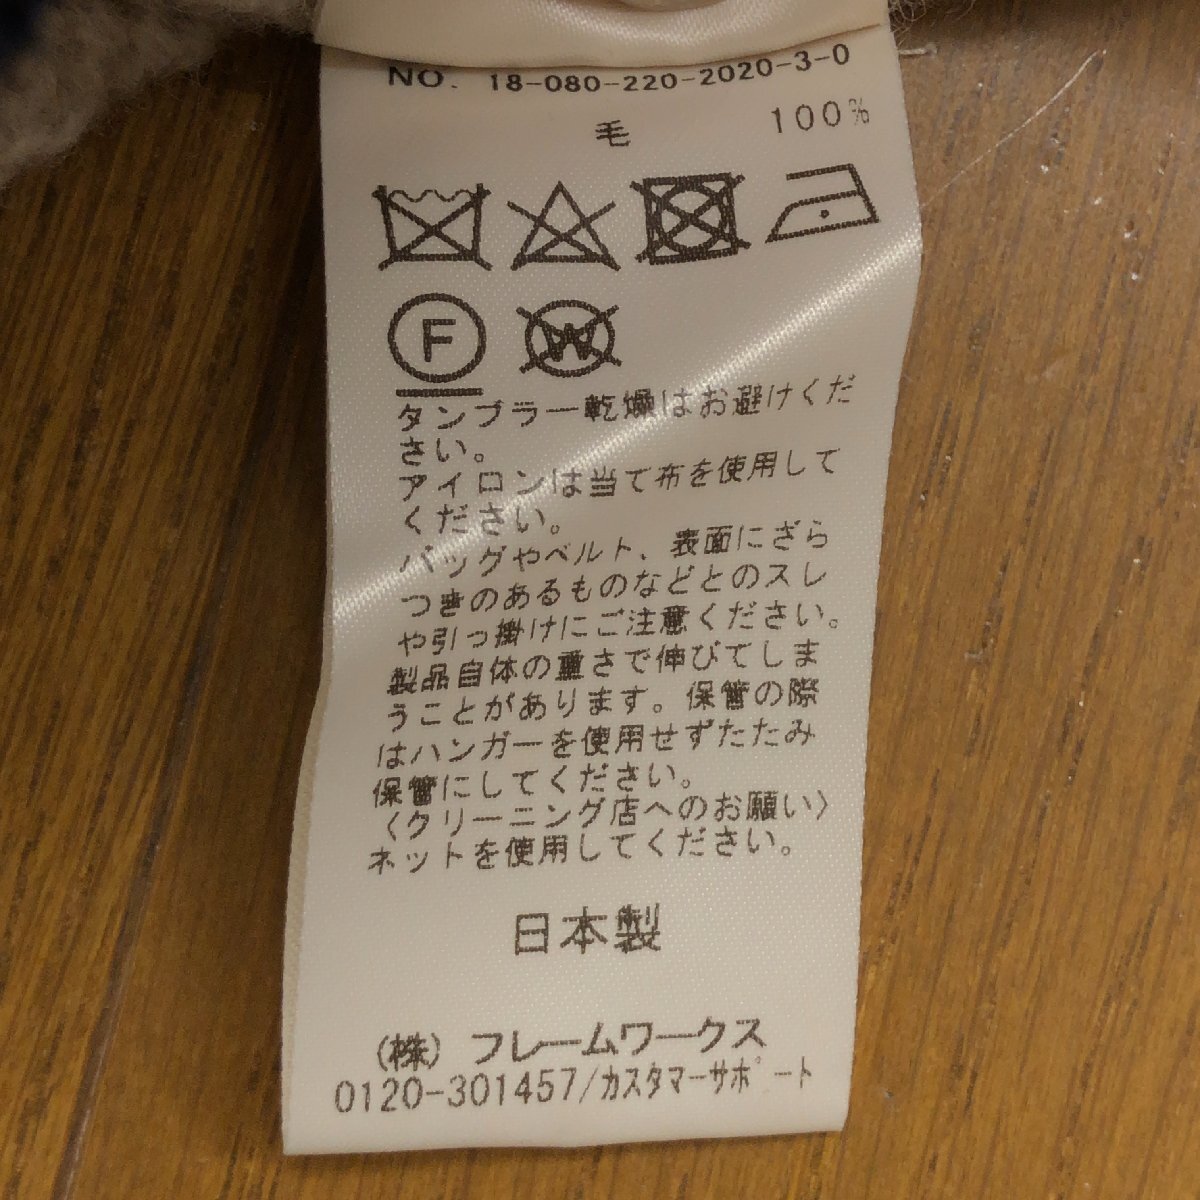 NO. 18-080-220-2020-3-0
毛 100%
F
W
タンブラー乾燥はお避けくだ
さい。
アイロンは当て布を使用して
ください。
バッグやベルト、表面にざら
つきのあるものなどとのスレ
や引っ掛けにご注意ください。
製品自体の重さで伸びてしま
うことがあります。保管の際
はハンガーを使用せずたたみ
保管にしてください。
〈クリーニング店へのお願い〉
ネットを使用してください。
日本製
(株) フレームワークス
0120-301457/カスタマーサポート